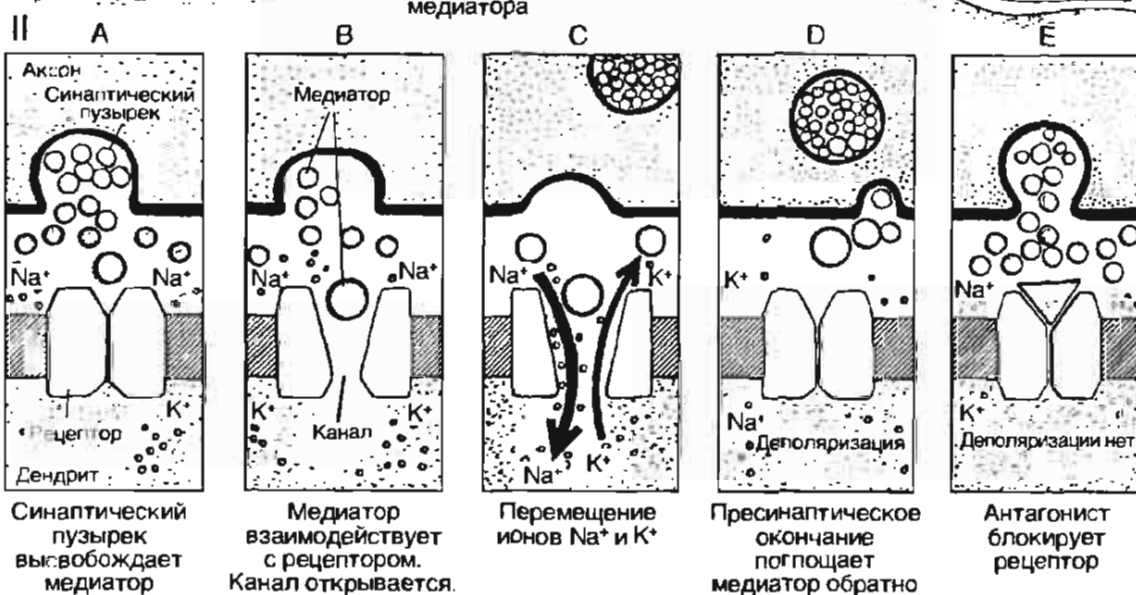 медиатора
II
A
B
C
D
E
Аксон
Синаптический
пузырек
Na⁺
Na⁺
Рецептор
K⁺
Дендрит
Медиатор
Na⁺
Na⁺
K⁺
K⁺
Канал
Na⁺
K⁺
Na⁺
K⁺
K⁺
Na⁺
Деполяризация
Na⁺
K⁺
Деполяризации нет
Синаптический
пузырек
высвобождает
медиатор
Медиатор
взаимодействует
с рецептором.
Канал открывается.
Перемещение
ионов Na⁺ и K⁺
Пресинаптическое
окончание
поглощает
медиатор обратно
Антагонист
блокирует
рецептор